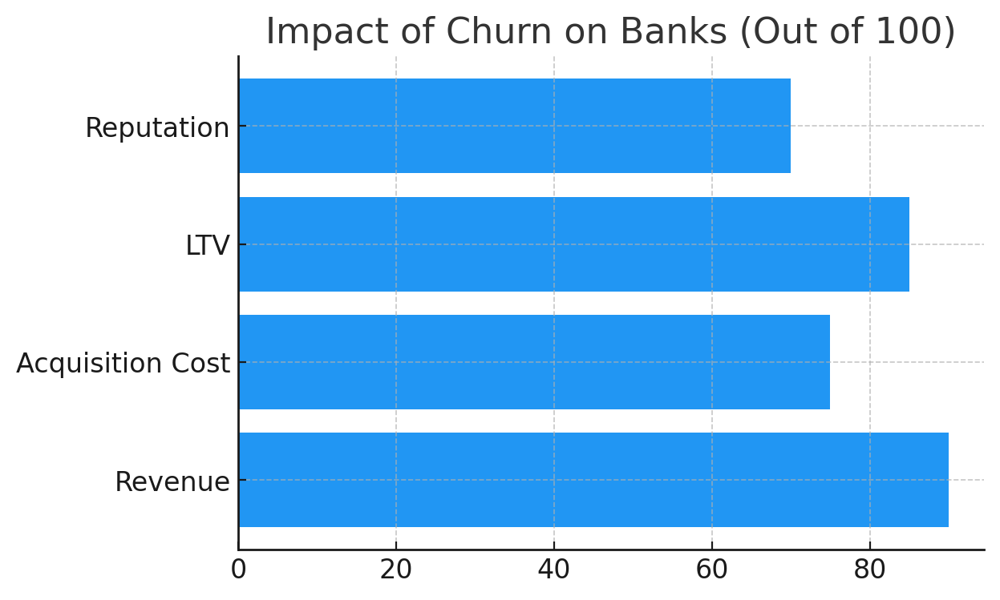 Impact of Churn on Banks (Out of 100)
Reputation
LTV
Acquisition Cost
Revenue
0 20 40 60 80